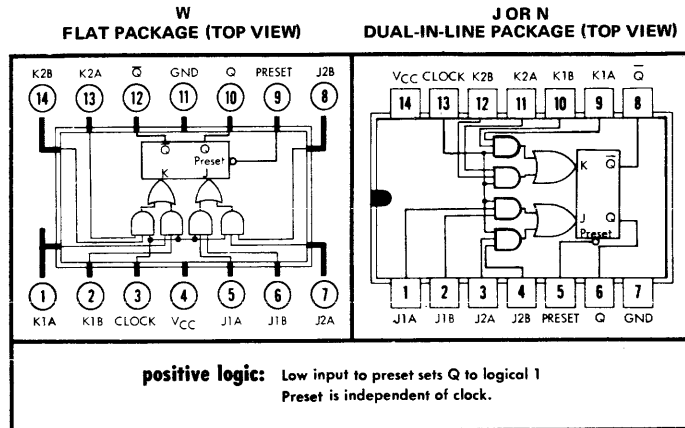 W
FLAT PACKAGE (TOP VIEW)
K2B K2A Q̅ GND Q PRESET J2B
14 13 12 11 10 9 8
Q̅ Q
Preset
K J
1 2 3 4 5 6 7
K1A K1B CLOCK VCC J1A J1B J2A
J OR N
DUAL-IN-LINE PACKAGE (TOP VIEW)
VCC CLOCK K2B K2A K1B K1A Q̅
14 13 12 11 10 9 8
K Q̅
J Q
Preset
1 2 3 4 5 6 7
J1A J1B J2A J2B PRESET Q GND
positive logic: Low input to preset sets Q to logical 1
Preset is independent of clock.